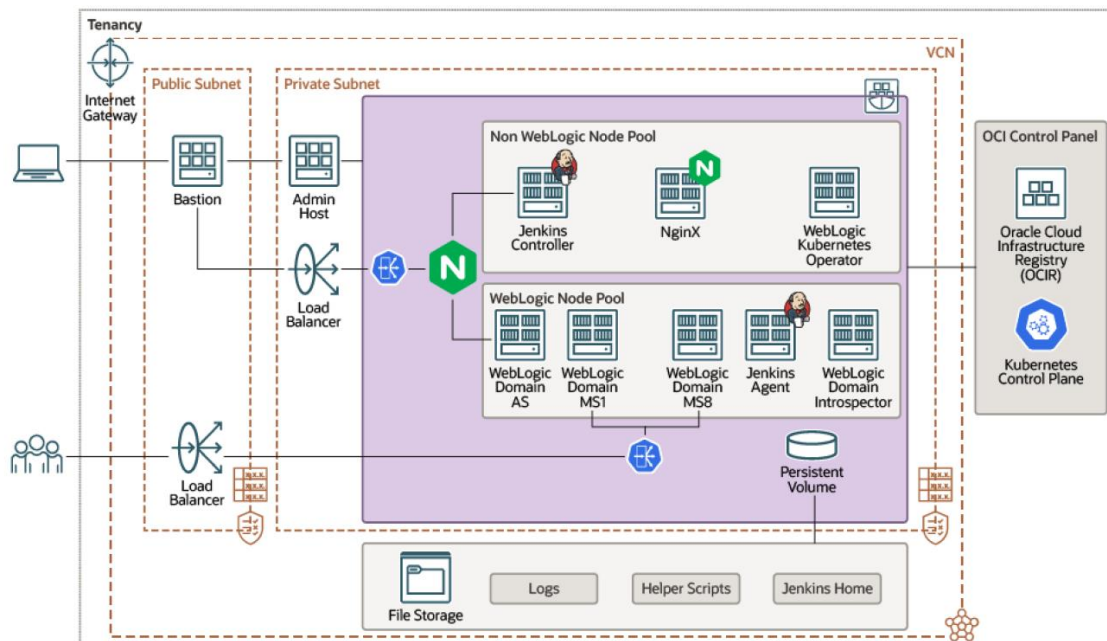 Tenancy
VCN
Internet
Gateway
Public Subnet
Private Subnet
Bastion
Admin
Host
Load
Balancer
Load
Balancer
Non WebLogic Node Pool
Jenkins
Controller
N
NginX
WebLogic
Kubernetes
Operator
N
WebLogic Node Pool
WebLogic
Domain
AS
WebLogic
Domain
MS1
WebLogic
Domain
MS8
Jenkins
Agent
WebLogic
Domain
Introspector
Persistent
Volume
File Storage
Logs
Helper Scripts
Jenkins Home
OCI Control Panel
Oracle Cloud
Infrastructure
Registry
(OCIR)
Kubernetes
Control Plane